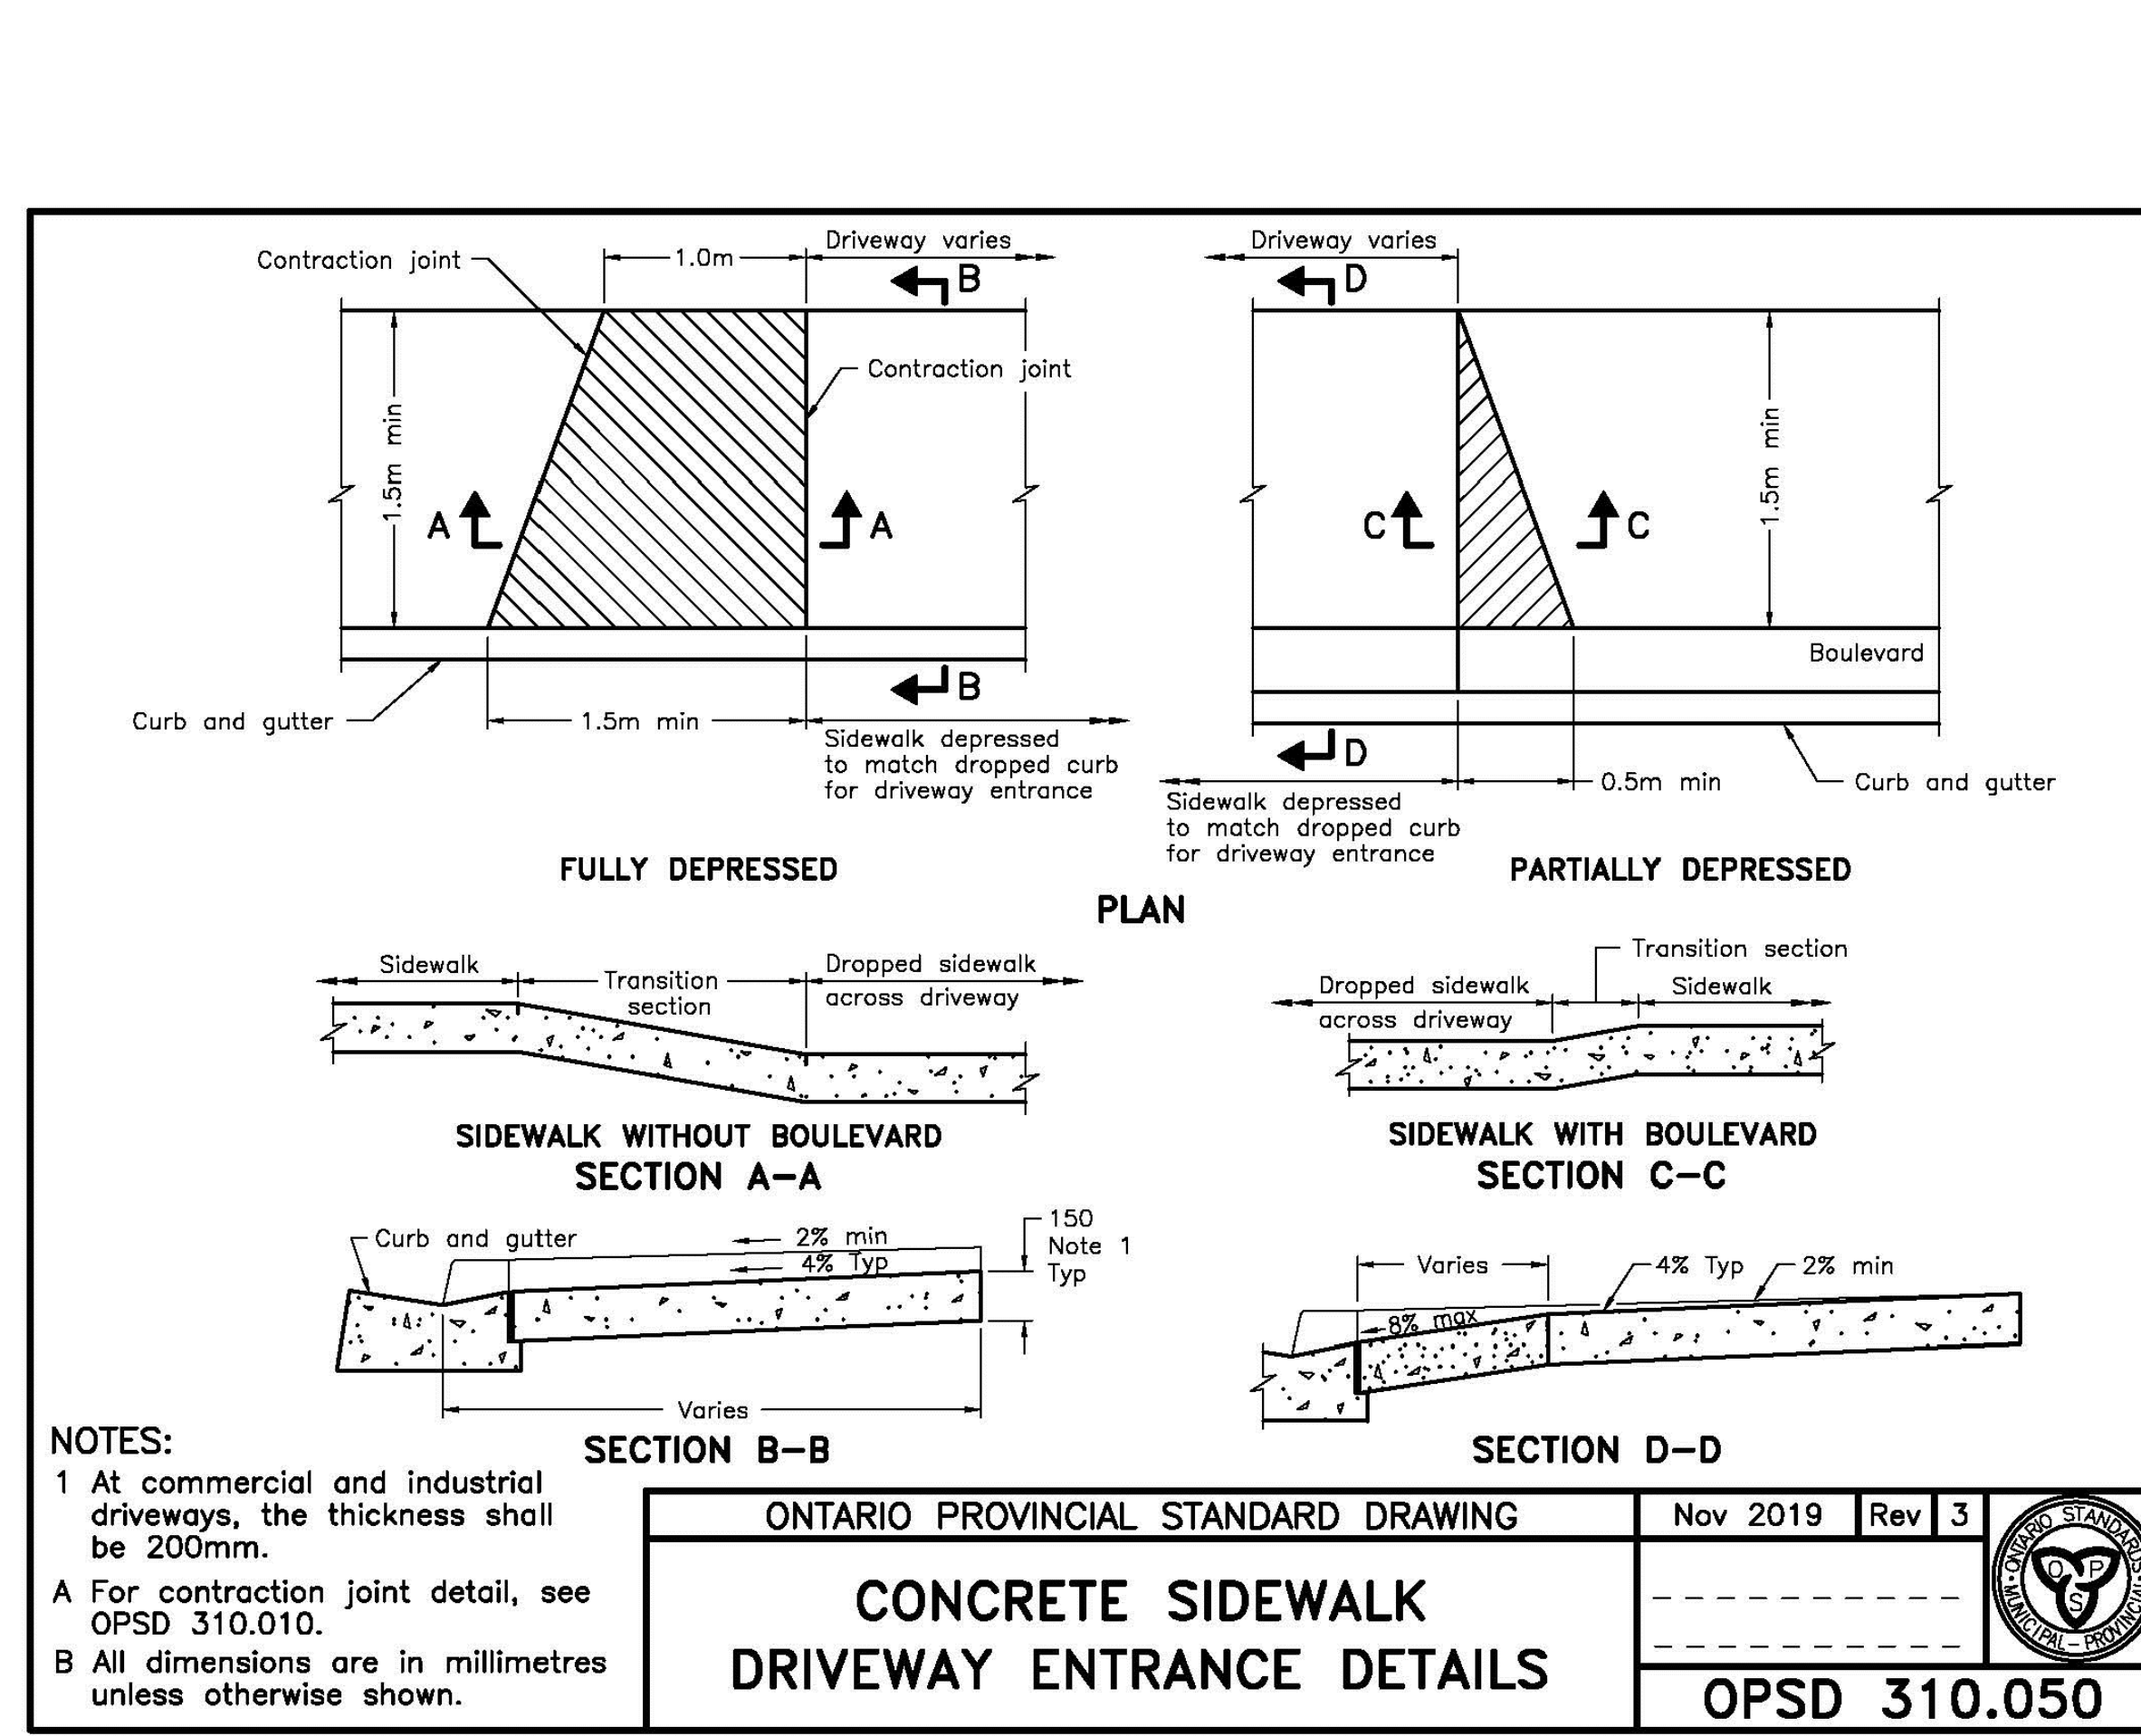 Contraction joint
1.0m
Driveway varies
B
Contraction joint
1.5m min
A
A
B
Curb and gutter
1.5m min
Sidewalk depressed
to match dropped curb
for driveway entrance
FULLY DEPRESSED
Driveway varies
D
1.5m min
C
C
Boulevard
D
0.5m min
Curb and gutter
Sidewalk depressed
to match dropped curb
for driveway entrance
PARTIALLY DEPRESSED
PLAN
Sidewalk
Transition
section
Dropped sidewalk
across driveway
SIDEWALK WITHOUT BOULEVARD
SECTION A-A
Transition section
Dropped sidewalk
across driveway
Sidewalk
SIDEWALK WITH BOULEVARD
SECTION C-C
Curb and gutter
2% min
4% Typ
150
Note 1
Typ
Varies
SECTION B-B
Varies
4% Typ
2% min
8% max
SECTION D-D
NOTES:
1 At commercial and industrial
driveways, the thickness shall
be 200mm.
A For contraction joint detail, see
OPSD 310.010.
B All dimensions are in millimetres
unless otherwise shown.
ONTARIO PROVINCIAL STANDARD DRAWING
Nov 2019
Rev
3
CONCRETE SIDEWALK
DRIVEWAY ENTRANCE DETAILS
ONTARIO STANDARDS
MUNICIPAL-PROVINCIAL
O P S
OPSD 310.050